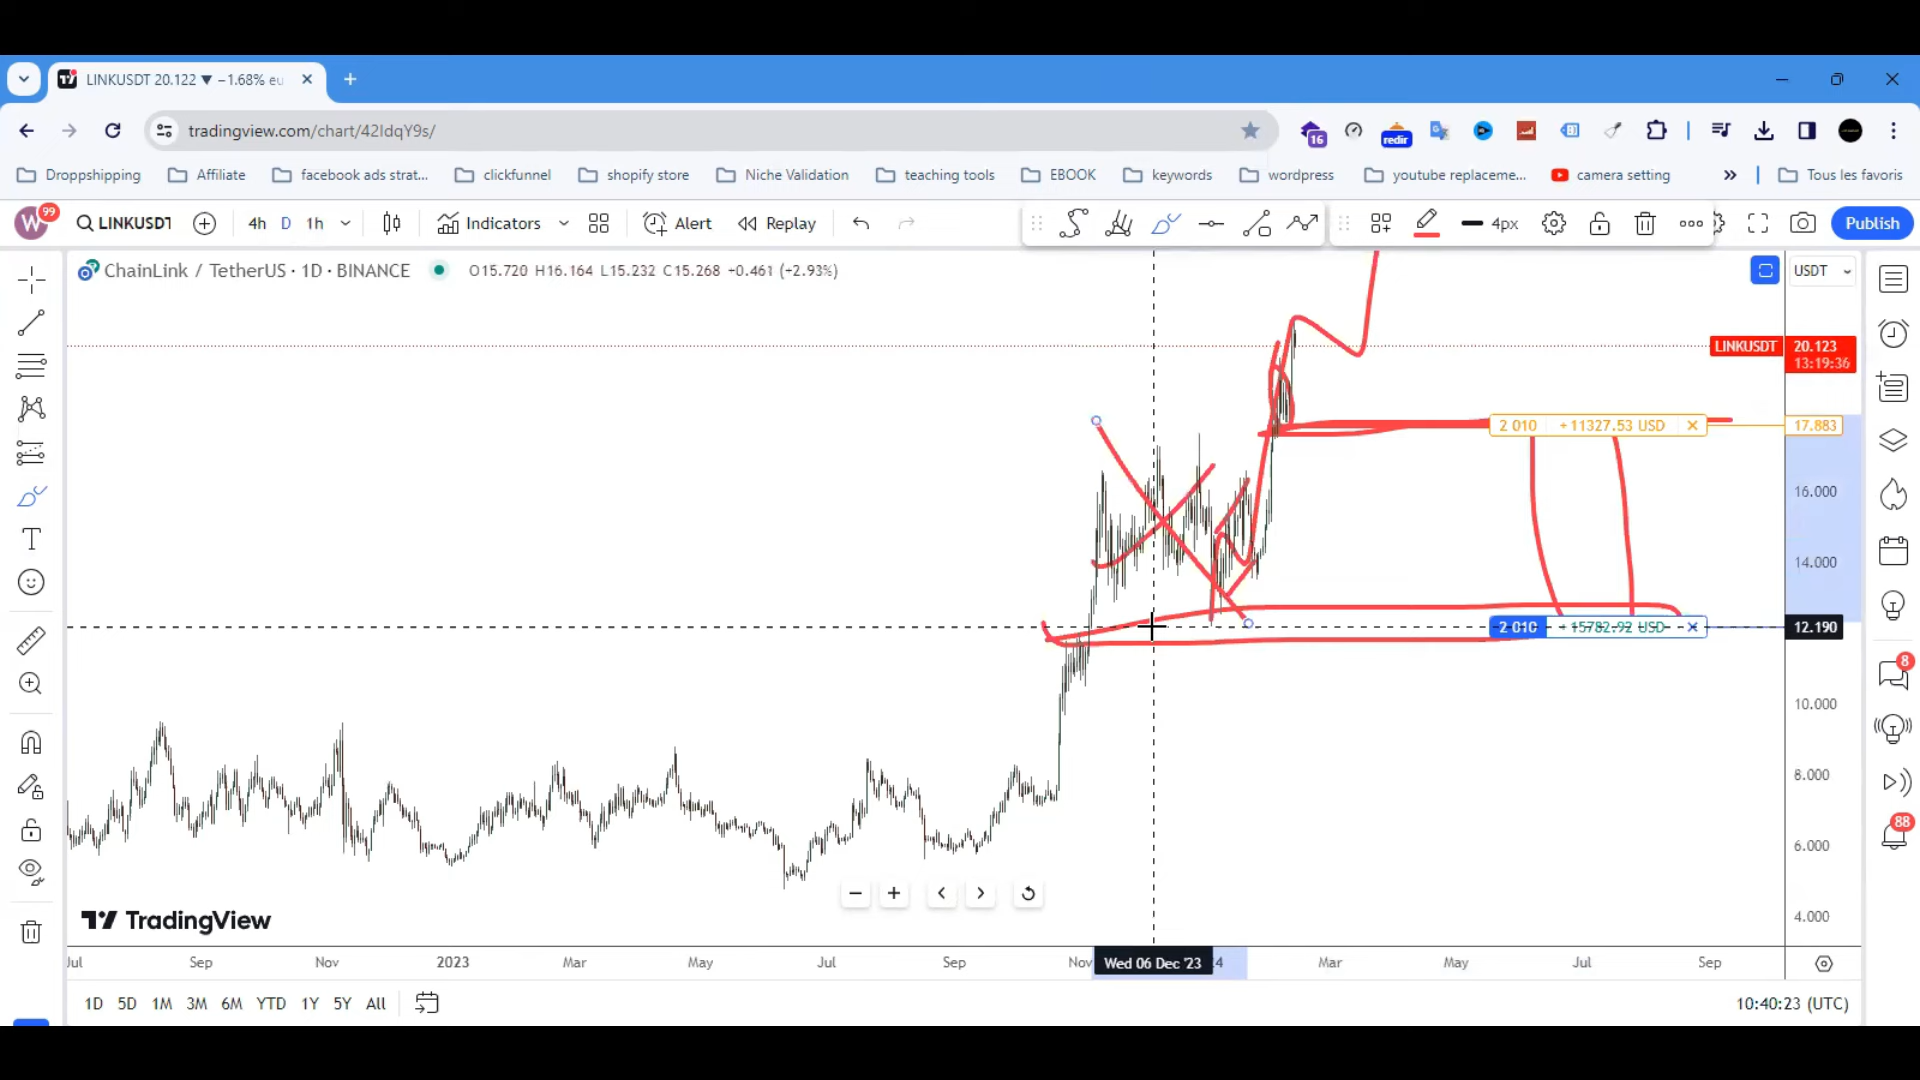 LINKUSDT 20.122 ▼ −1.68% eu
tradingview.com/chart/42IdqY9s/
16
redir
Droppshipping
Affiliate
facebook ads strat...
clickfunnel
shopify store
Niche Validation
teaching tools
EBOOK
keywords
wordpress
youtube replaceme...
camera setting
Tous les favoris
W
99
LINKUSDT
4h
D
1h
Indicators
Alert
Replay
4px
Publish
ChainLink / TetherUS · 1D · BINANCE
O15.720 H16.164 L15.232 C15.268 +0.461 (+2.93%)
USDT
LINKUSDT
20.123
13:19:36
2 010
+11327.53 USD
17.883
16.000
14.000
2 010
+15782.92 USD
12.190
10.000
8.000
6.000
4.000
8
88
TradingView
Jul
Sep
Nov
2023
Mar
May
Jul
Sep
Nov
Wed 06 Dec '23
4
Mar
May
Jul
Sep
1D
5D
1M
3M
6M
YTD
1Y
5Y
All
10:40:23 (UTC)